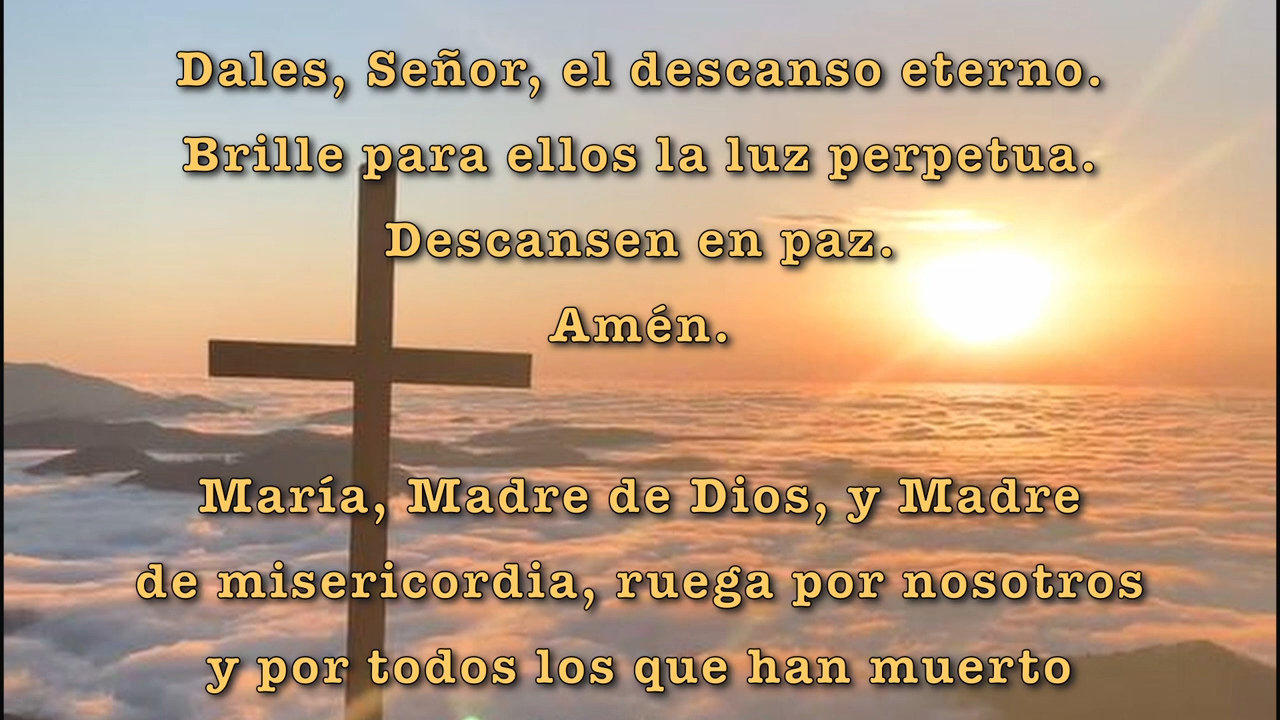 Dales, Señor, el descanso eterno.
Brille para ellos la luz perpetua.
Descansen en paz.
Amén.
María, Madre de Dios, y Madre
de misericordia, ruega por nosotros
y por todos los que han muerto